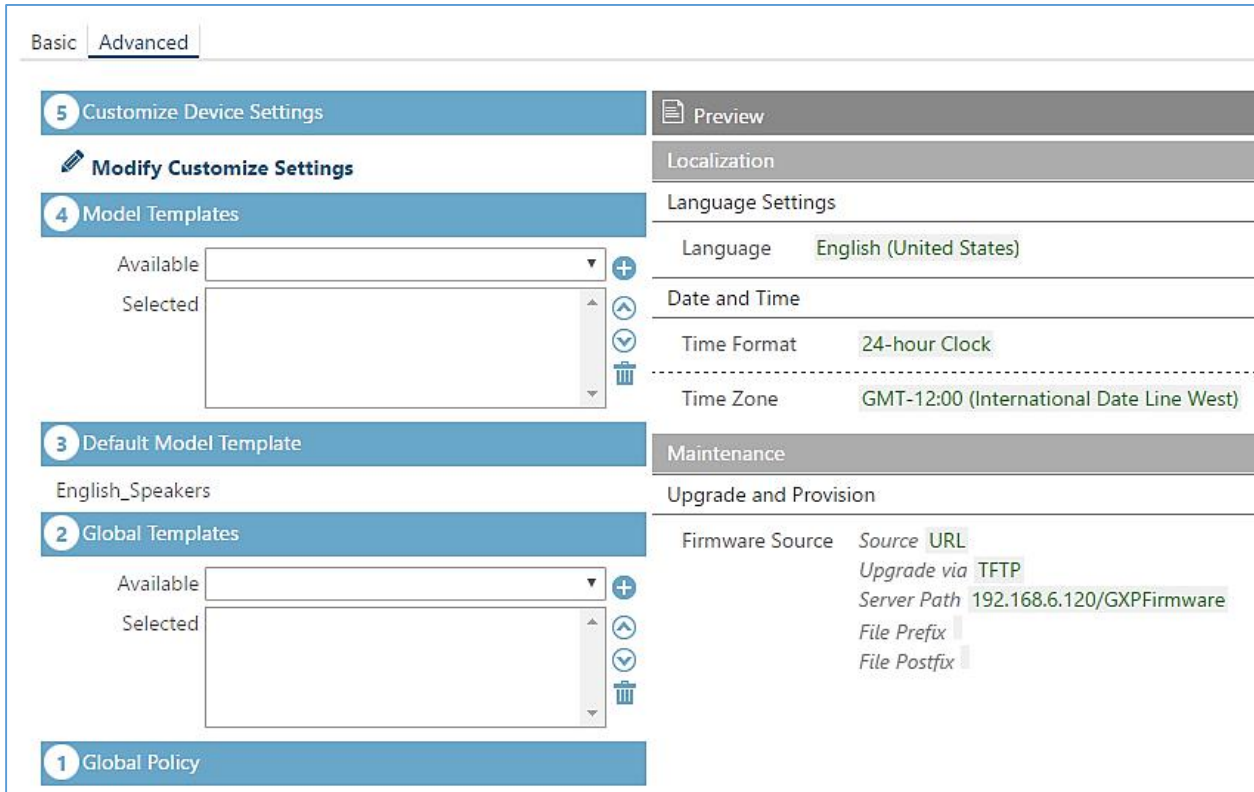 Basic
Advanced
5 Customize Device Settings
Modify Customize Settings
4 Model Templates
Available
Selected
3 Default Model Template
English_Speakers
2 Global Templates
Available
Selected
1 Global Policy
Preview
Localization
Language Settings
Language English (United States)
Date and Time
Time Format 24-hour Clock
Time Zone GMT-12:00 (International Date Line West)
Maintenance
Upgrade and Provision
Firmware Source Source URL
Upgrade via TFTP
Server Path 192.168.6.120/GXPFirmware
File Prefix
File Postfix